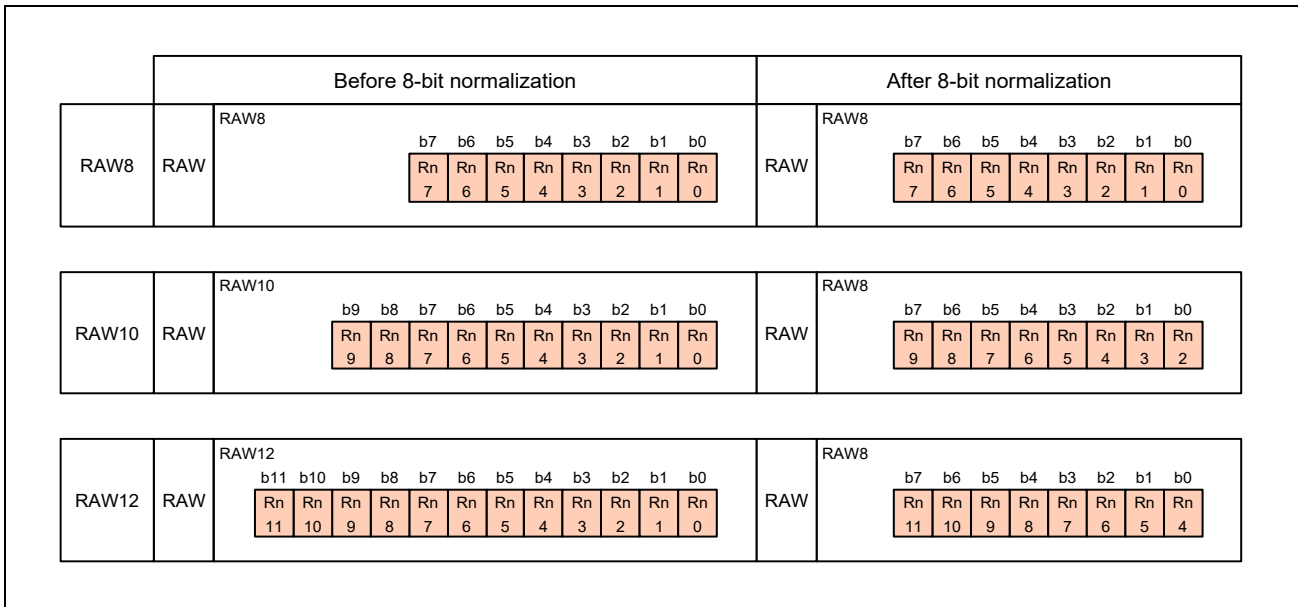 Before 8-bit normalization After 8-bit normalization
RAW8 RAW RAW8 RAW RAW8
b7 b6 b5 b4 b3 b2 b1 b0 b7 b6 b5 b4 b3 b2 b1 b0
Rn Rn Rn Rn Rn Rn Rn Rn Rn Rn Rn Rn Rn Rn Rn Rn
7 6 5 4 3 2 1 0 7 6 5 4 3 2 1 0
RAW10 RAW RAW10 RAW RAW8
b9 b8 b7 b6 b5 b4 b3 b2 b1 b0 b7 b6 b5 b4 b3 b2 b1 b0
Rn Rn Rn Rn Rn Rn Rn Rn Rn Rn Rn Rn Rn Rn Rn Rn Rn Rn
9 8 7 6 5 4 3 2 1 0 9 8 7 6 5 4 3 2
RAW12 RAW RAW12 RAW RAW8
b11 b10 b9 b8 b7 b6 b5 b4 b3 b2 b1 b0 b7 b6 b5 b4 b3 b2 b1 b0
Rn Rn Rn Rn Rn Rn Rn Rn Rn Rn Rn Rn Rn Rn Rn Rn Rn Rn Rn Rn
11 10 9 8 7 6 5 4 3 2 1 0 11 10 9 8 7 6 5 4